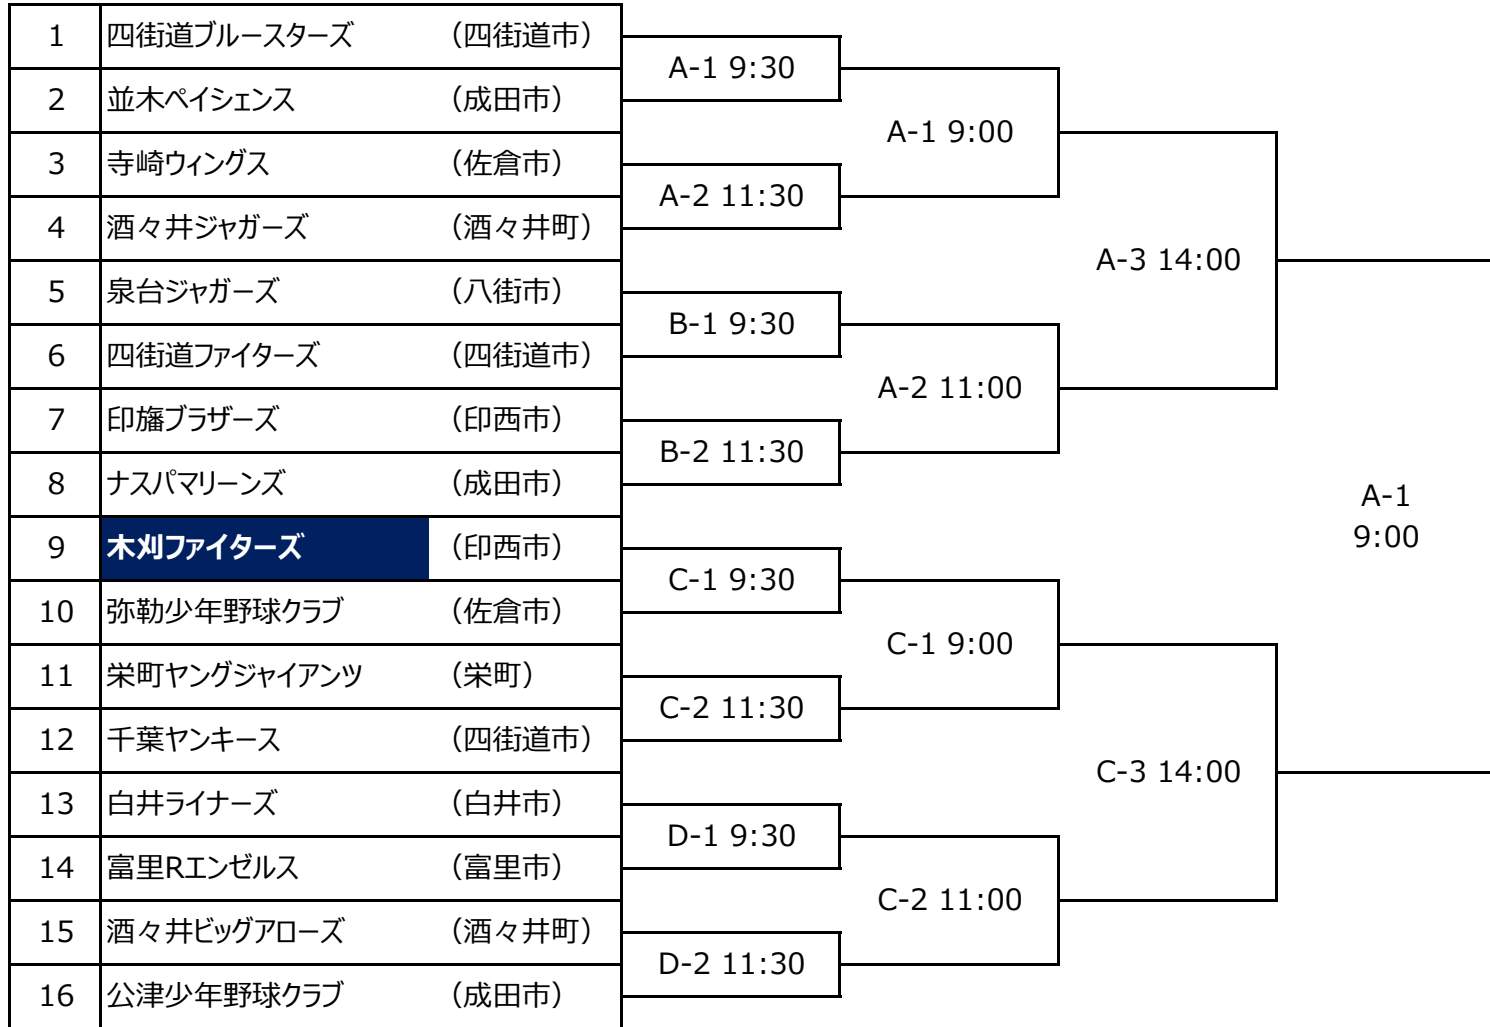 1 四街道ブルースターズ （四街道市）
2 並木ペイシェンス （成田市）
3 寺崎ウィングス （佐倉市）
4 酒々井ジャガーズ （酒々井町）
5 泉台ジャガーズ （八街市）
6 四街道ファイターズ （四街道市）
7 印旛ブラザーズ （印西市）
8 ナスパマリーンズ （成田市）
9 木刈ファイターズ （印西市）
10 弥勒少年野球クラブ （佐倉市）
11 栄町ヤングジャイアンツ （栄町）
12 千葉ヤンキース （四街道市）
13 白井ライナーズ （白井市）
14 富里Rエンゼルス （富里市）
15 酒々井ビッグアローズ （酒々井町）
16 公津少年野球クラブ （成田市）
A-1 9:30
A-2 11:30
B-1 9:30
B-2 11:30
C-1 9:30
C-2 11:30
D-1 9:30
D-2 11:30
A-1 9:00
A-2 11:00
C-1 9:00
C-2 11:00
A-3 14:00
C-3 14:00
A-1
9:00